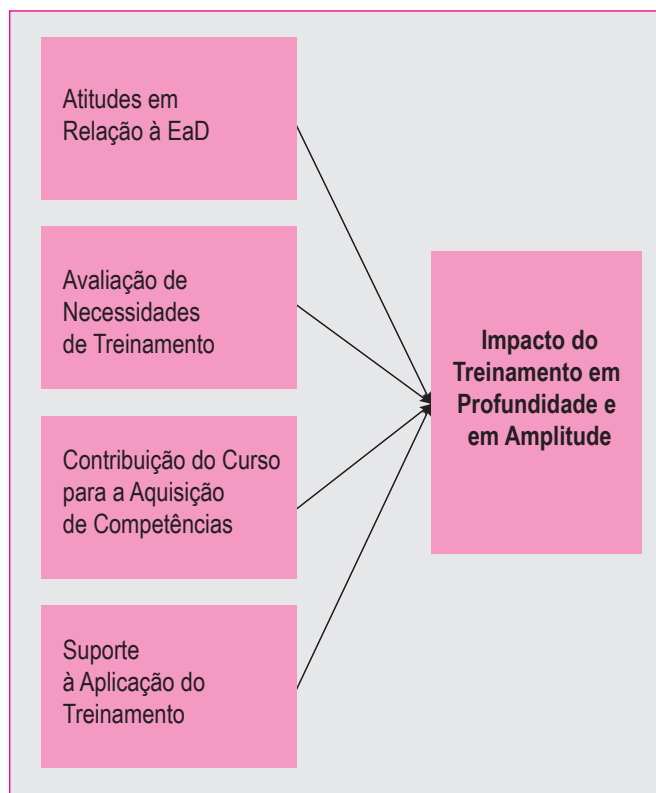 Atitudes em
Relação à EaD
Avaliação de
Necessidades
de Treinamento
Contribuição do Curso
para a Aquisição
de Competências
Suporte
à Aplicação do
Treinamento
Impacto do
Treinamento em
Profundidade e
em Amplitude